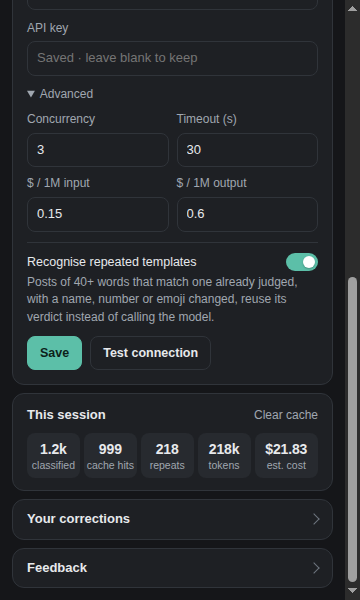 API key
Saved · leave blank to keep
▼ Advanced
Concurrency Timeout (s)
3 30
$ / 1M input $ / 1M output
0.15 0.6
Recognise repeated templates
Posts of 40+ words that match one already judged,
with a name, number or emoji changed, reuse its
verdict instead of calling the model.
Save Test connection
This session Clear cache
1.2k 999 218 218k $21.83
classified cache hits repeats tokens est. cost
Your corrections
Feedback